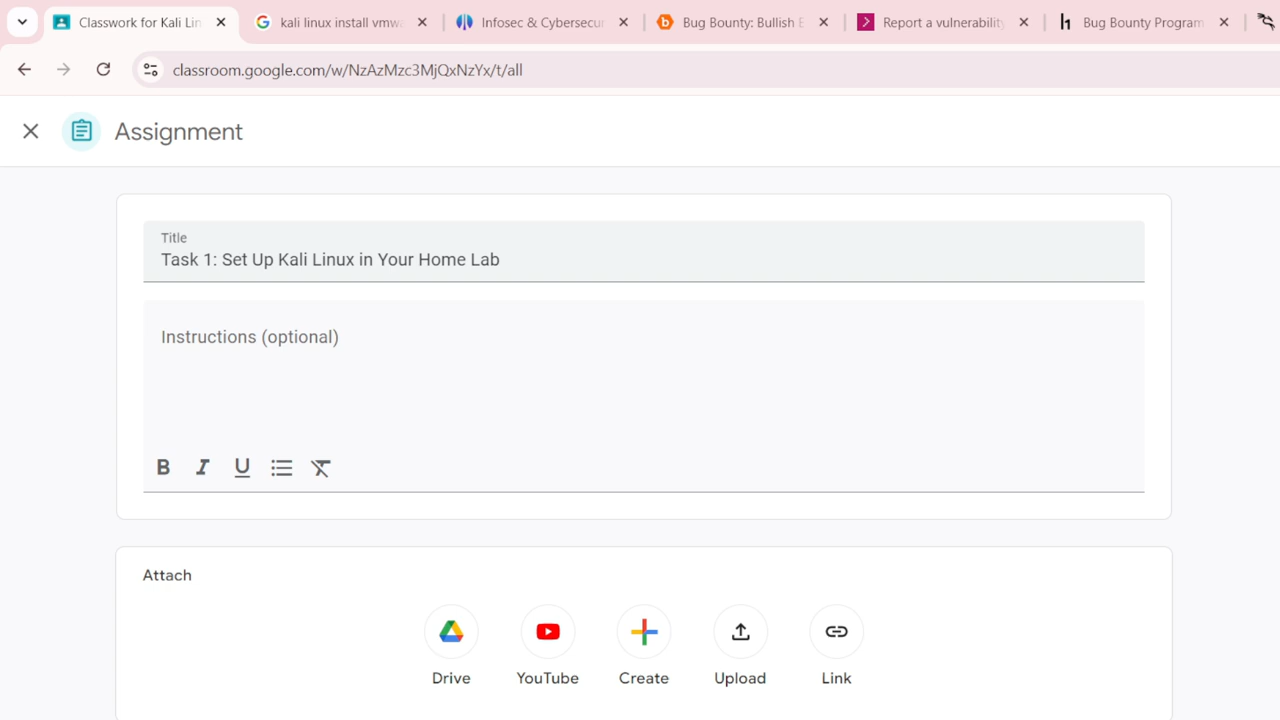 Classwork for Kali Lin
kali linux install vmwa
Infosec & Cybersecur
Bug Bounty: Bullish B
Report a vulnerability
Bug Bounty Program
classroom.google.com/w/NzAzMzc3MjQxNzYx/t/all
Assignment
Title
Task 1: Set Up Kali Linux in Your Home Lab
Instructions (optional)
B I U
Attach
Drive YouTube Create Upload Link